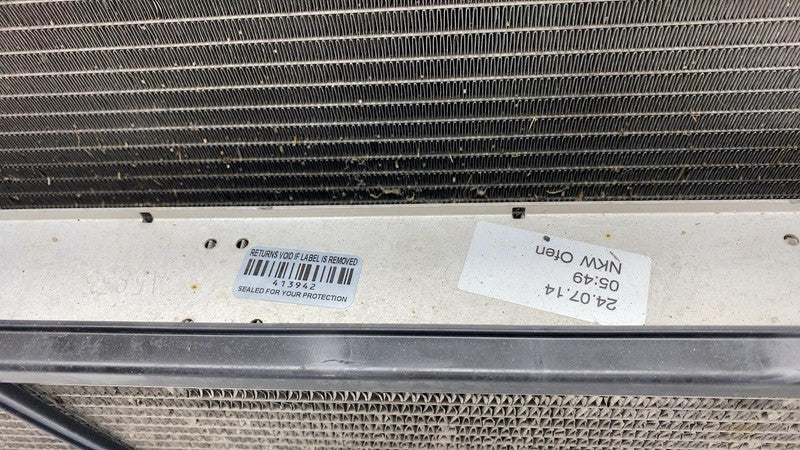 RETURNS VOID IF LABEL IS REMOVED
413942
SEALED FOR YOUR PROTECTION
24.07.14
05:49
NKW Ofen